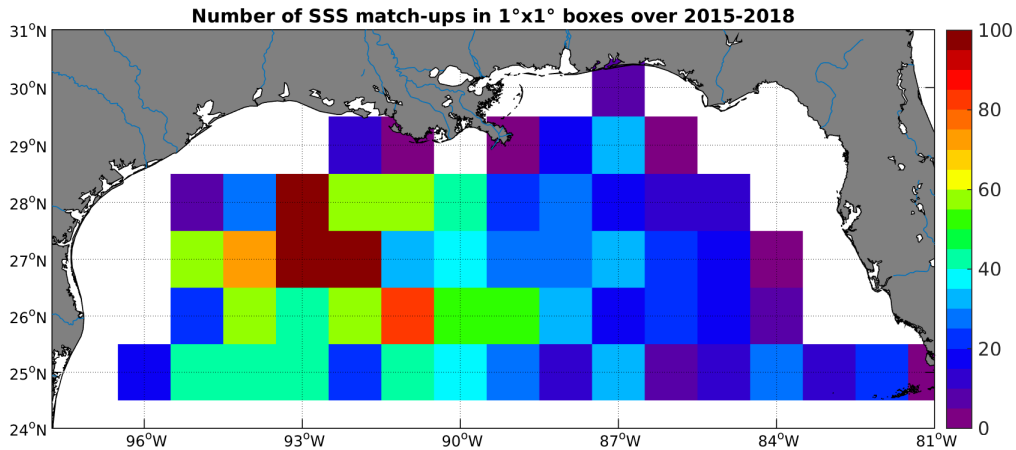 Number of SSS match-ups in 1°x1° boxes over 2015-2018
31°N
30°N
29°N
28°N
27°N
26°N
25°N
24°N
96°W
93°W
90°W
87°W
84°W
81°W
100
80
60
40
20
0